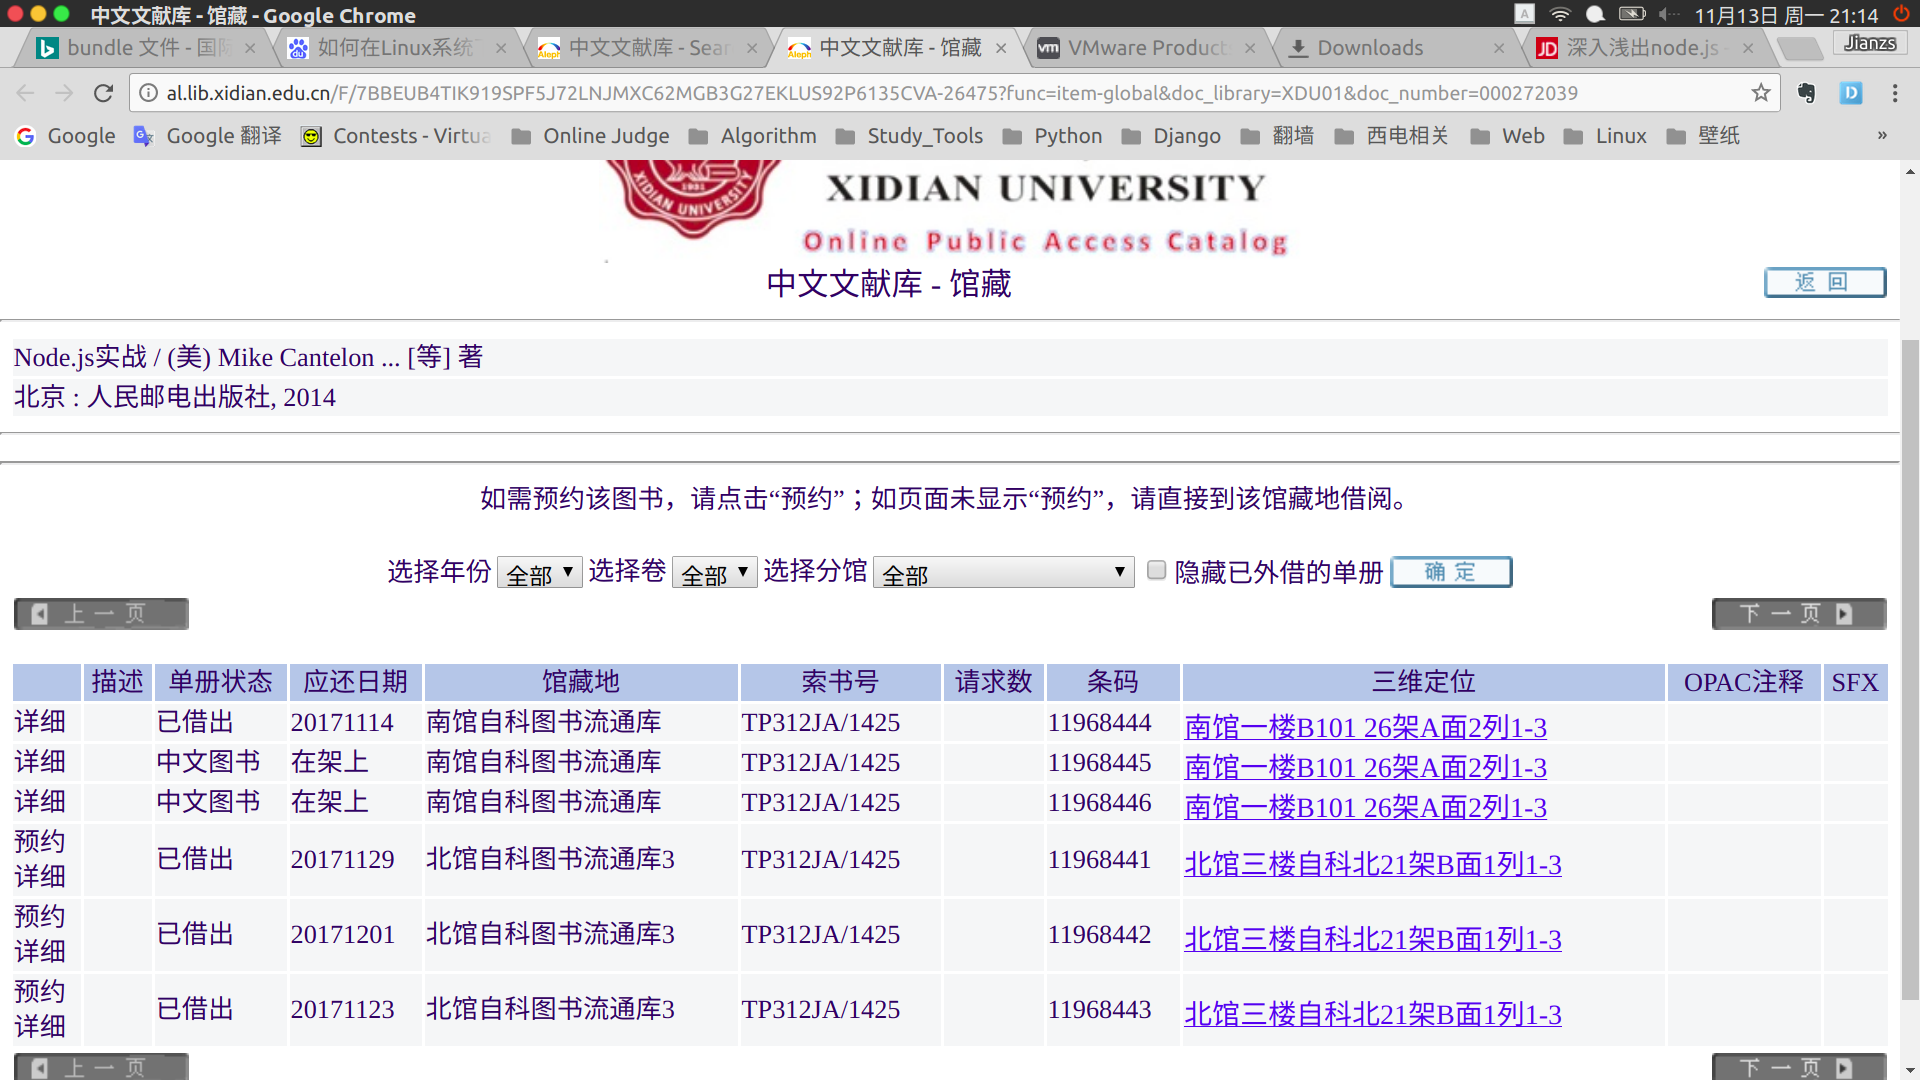 中文文献库 - 馆藏 - Google Chrome
11月13日 周一 21:14
bundle 文件 - 国际
如何在Linux系统
中文文献库 - Sear
中文文献库 - 馆藏
VMware Product
Downloads
深入浅出node.js
Jianzs
al.lib.xidian.edu.cn/F/7BBEUB4TIK919SPF5J72LNJMXC62MGB3G27EKLUS92P6135CVA-26475?func=item-global&doc_library=XDU01&doc_number=000272039
Google Google 翻译 Contests - Virtua Online Judge Algorithm Study_Tools Python Django 翻墙 西电相关 Web Linux 壁纸 »
XIDIAN UNIVERSITY
XIDIAN UNIVERSITY
Online Public Access Catalog
中文文献库 - 馆藏
返 回
Node.js实战 / (美) Mike Cantelon ... [等] 著
北京 : 人民邮电出版社, 2014
如需预约该图书，请点击“预约”；如页面未显示“预约”，请直接到该馆藏地借阅。
选择年份 全部 选择卷 全部 选择分馆 全部 隐藏已外借的单册 确 定
上 一 页
下 一 页
描述 单册状态 应还日期 馆藏地 索书号 请求数 条码 三维定位 OPAC注释 SFX
详细 已借出 20171114 南馆自科图书流通库 TP312JA/1425 11968444 南馆一楼B101 26架A面2列1-3
详细 中文图书 在架上 南馆自科图书流通库 TP312JA/1425 11968445 南馆一楼B101 26架A面2列1-3
详细 中文图书 在架上 南馆自科图书流通库 TP312JA/1425 11968446 南馆一楼B101 26架A面2列1-3
预约
详细 已借出 20171129 北馆自科图书流通库3 TP312JA/1425 11968441 北馆三楼自科北21架B面1列1-3
预约
详细 已借出 20171201 北馆自科图书流通库3 TP312JA/1425 11968442 北馆三楼自科北21架B面1列1-3
预约
详细 已借出 20171123 北馆自科图书流通库3 TP312JA/1425 11968443 北馆三楼自科北21架B面1列1-3
上 一 页
下 一 页